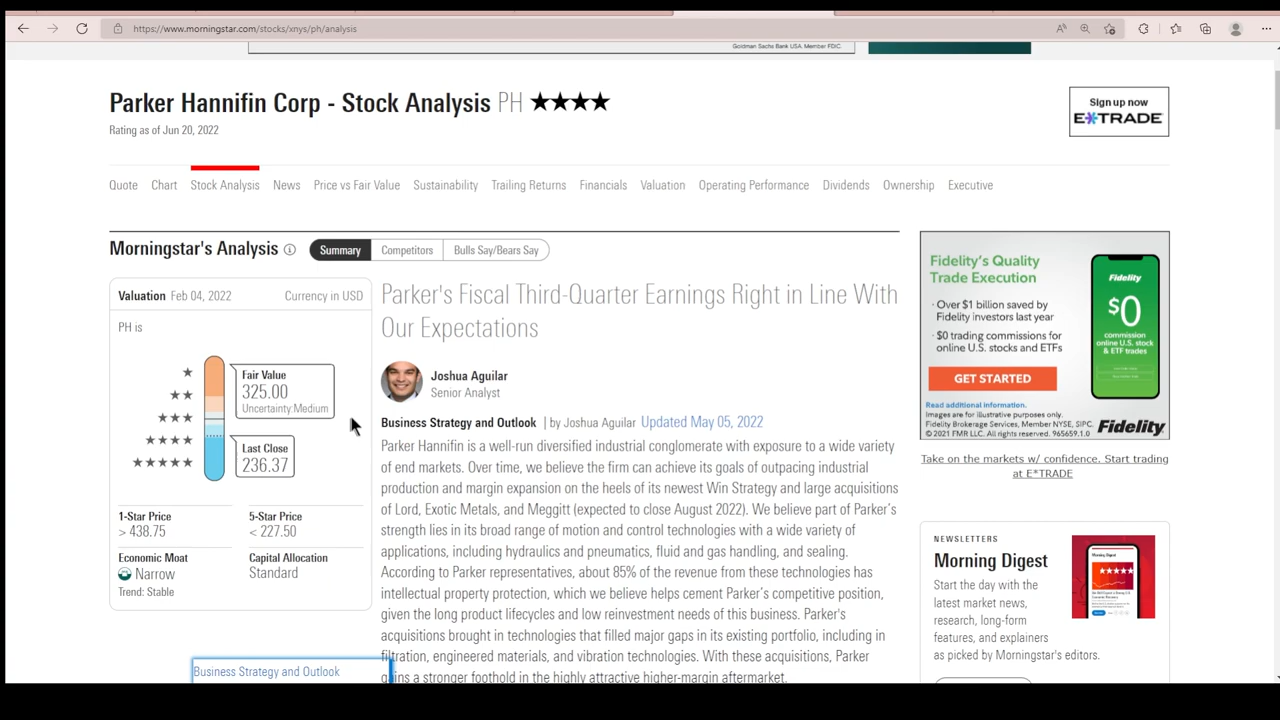 https://www.morningstar.com/stocks/xnys/ph/analysis
Goldman Sachs Bank USA. Member FDIC.
Parker Hannifin Corp - Stock Analysis PH ★★★★
Rating as of Jun 20, 2022
Sign up now
E*TRADE
Quote Chart Stock Analysis News Price vs Fair Value Sustainability Trailing Returns Financials Valuation Operating Performance Dividends Ownership Executive
Morningstar's Analysis
Summary Competitors Bulls Say/Bears Say
Valuation Feb 04, 2022 Currency in USD
PH is
★
★★
★★★
★★★★
★★★★★
Fair Value
325.00
Uncertainty:Medium
Last Close
236.37
1-Star Price
> 438.75
5-Star Price
< 227.50
Economic Moat
Narrow
Trend: Stable
Capital Allocation
Standard
Business Strategy and Outlook
Parker's Fiscal Third-Quarter Earnings Right in Line With
Our Expectations
Joshua Aguilar
Senior Analyst
Business Strategy and Outlook | by Joshua Aguilar Updated May 05, 2022
Parker Hannifin is a well-run diversified industrial conglomerate with exposure to a wide variety
of end markets. Over time, we believe the firm can achieve its goals of outpacing industrial
production and margin expansion on the heels of its newest Win Strategy and large acquisitions
of Lord, Exotic Metals, and Meggitt (expected to close August 2022). We believe part of Parker's
strength lies in its broad range of motion and control technologies with a wide variety of
applications, including hydraulics and pneumatics, fluid and gas handling, and sealing.
According to Parker representatives, about 85% of the revenue from these technologies has
intellectual property protection, which we believe helps cement Parker's competitive position,
given the long product lifecycles and low reinvestment needs of this business. Parker's
acquisitions brought in technologies that filled major gaps in its existing portfolio, including in
filtration, engineered materials, and vibration technologies. With these acquisitions, Parker
gains a stronger foothold in the highly attractive higher-margin aftermarket.
Fidelity's Quality
Trade Execution
· Over $1 billion saved by
Fidelity investors last year
· $0 trading commissions for
online U.S. stocks and ETFs
GET STARTED
Read additional information.
Images are for illustrative purposes only.
Fidelity Brokerage Services, Member NYSE, SIPC.
© 2021 FMR LLC. All rights reserved. 965659.1.0
Fidelity
$0
commission
online U.S. stock
& ETF trades
Fidelity
Take on the markets w/ confidence. Start trading
at E*TRADE
NEWSLETTERS
Morning Digest
Start the day with the
latest market news,
research, long-form
features, and explainers
as picked by Morningstar's editors.